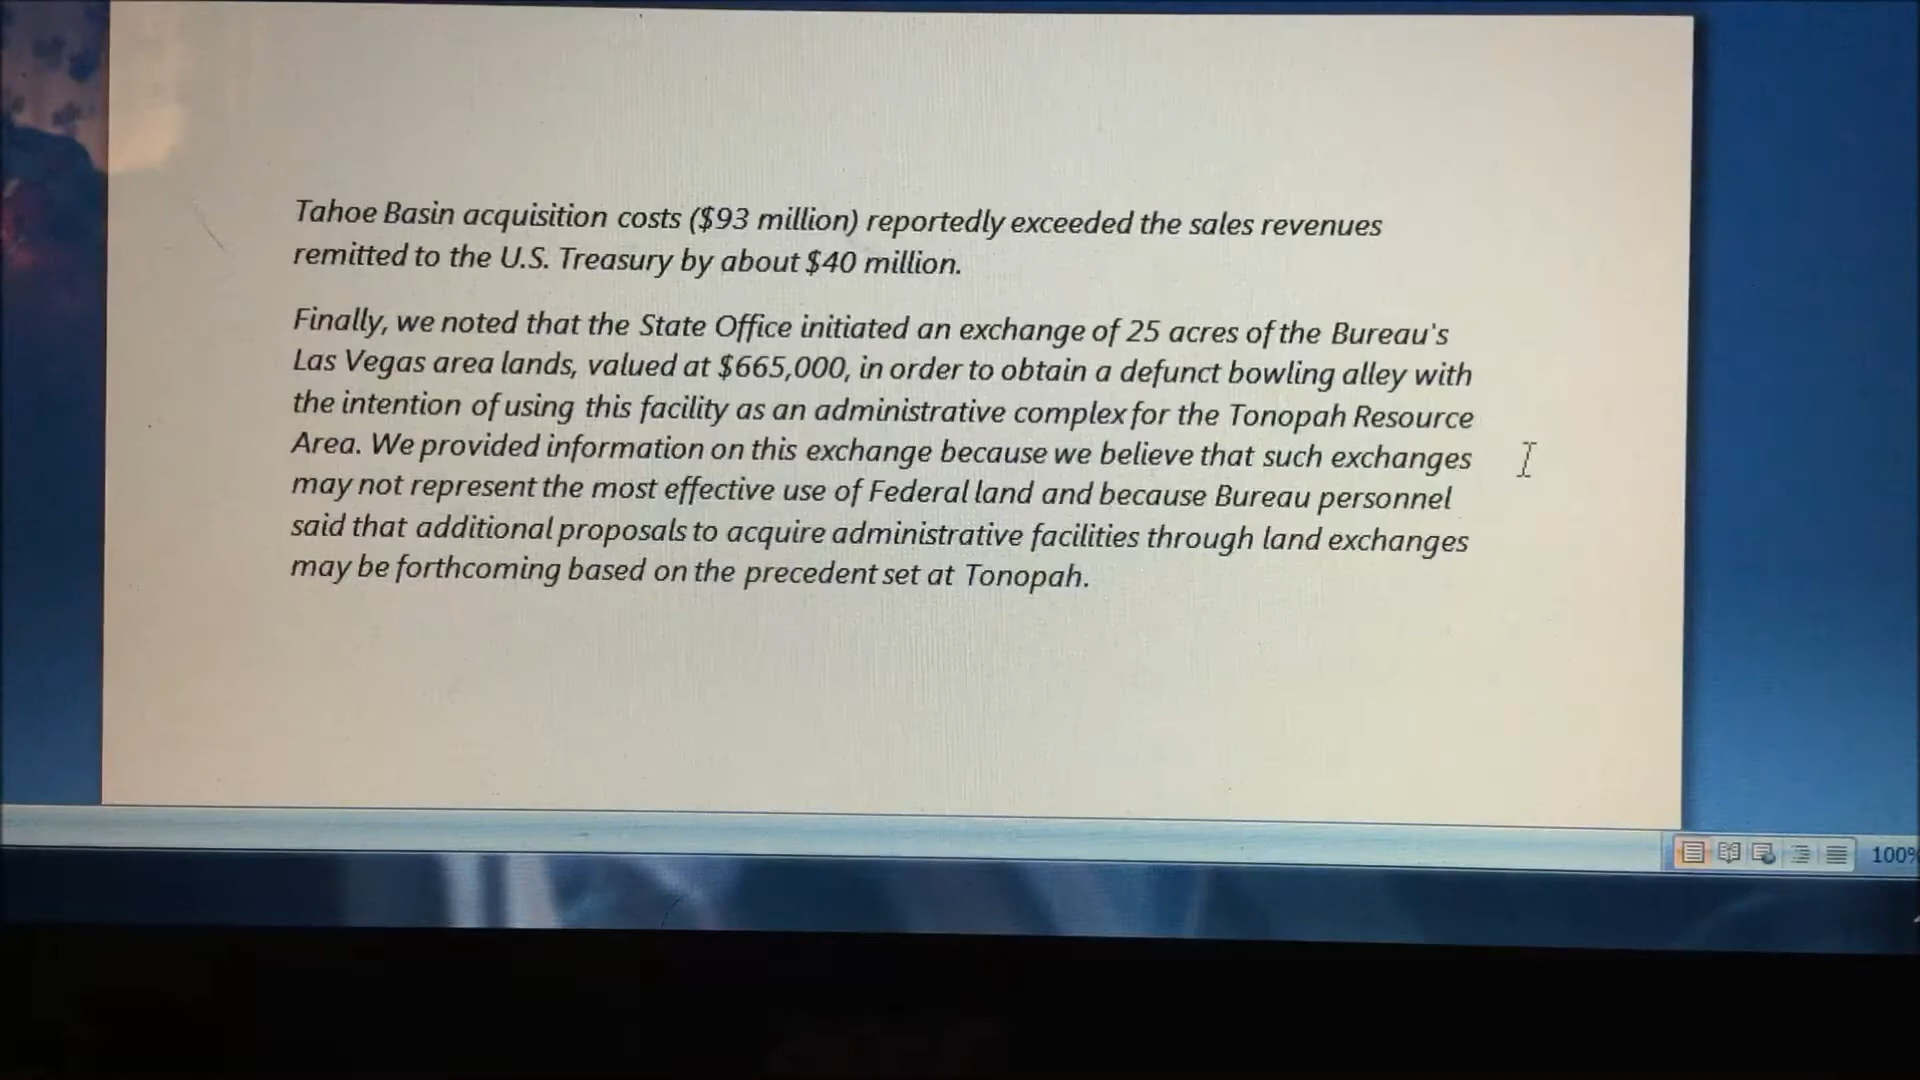 Tahoe Basin acquisition costs ($93 million) reportedly exceeded the sales revenues
remitted to the U.S. Treasury by about $40 million.
Finally, we noted that the State Office initiated an exchange of 25 acres of the Bureau's
Las Vegas area lands, valued at $665,000, in order to obtain a defunct bowling alley with
the intention of using this facility as an administrative complex for the Tonopah Resource
Area. We provided information on this exchange because we believe that such exchanges
may not represent the most effective use of Federal land and because Bureau personnel
said that additional proposals to acquire administrative facilities through land exchanges
may be forthcoming based on the precedent set at Tonopah.
100%